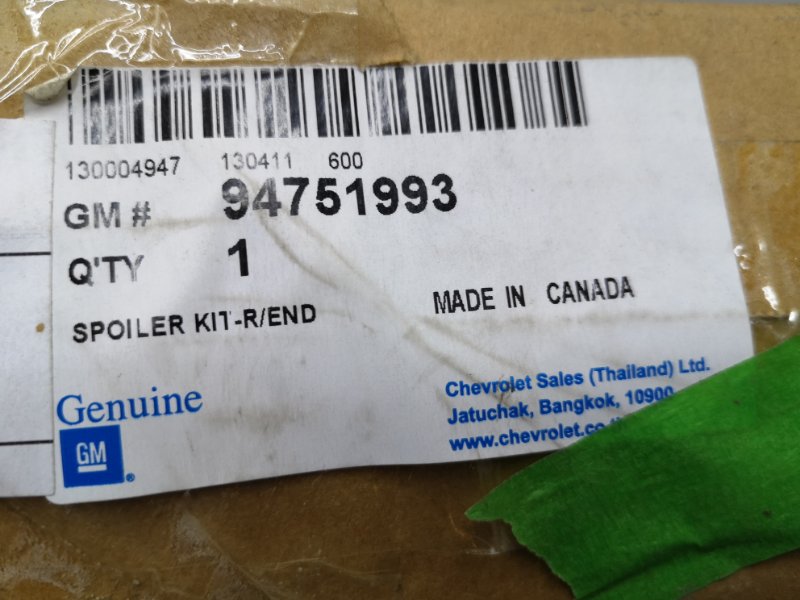 130004947 130411 600
GM # 94751993
Q'TY 1
SPOILER KIT-R/END MADE IN CANADA
Genuine
GM
Chevrolet Sales (Thailand) Ltd.
Jatuchak, Bangkok, 10900
www.chevrolet.co